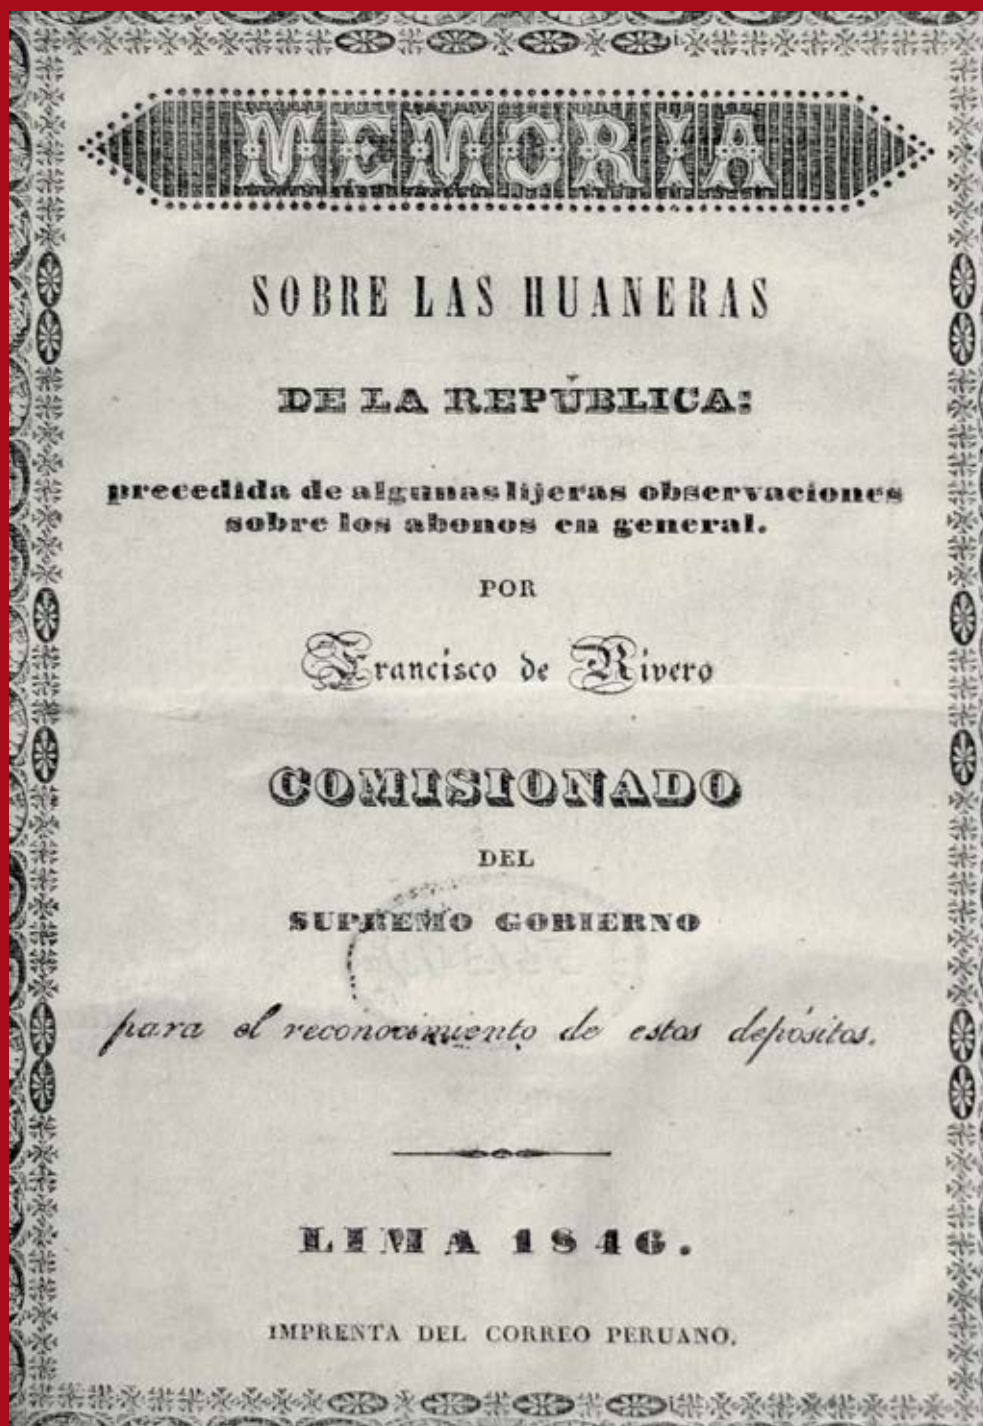 MEMORIA
SOBRE LAS HUANERAS
DE LA REPÚBLICA:
precedida de algunas lijeras observaciones
sobre los abonos en general.
POR
Francisco de Rivero
COMISIONADO
DEL
SUPREMO GOBIERNO
para el reconocimiento de estos depósitos.
LIMA 1846.
IMPRENTA DEL CORREO PERUANO.